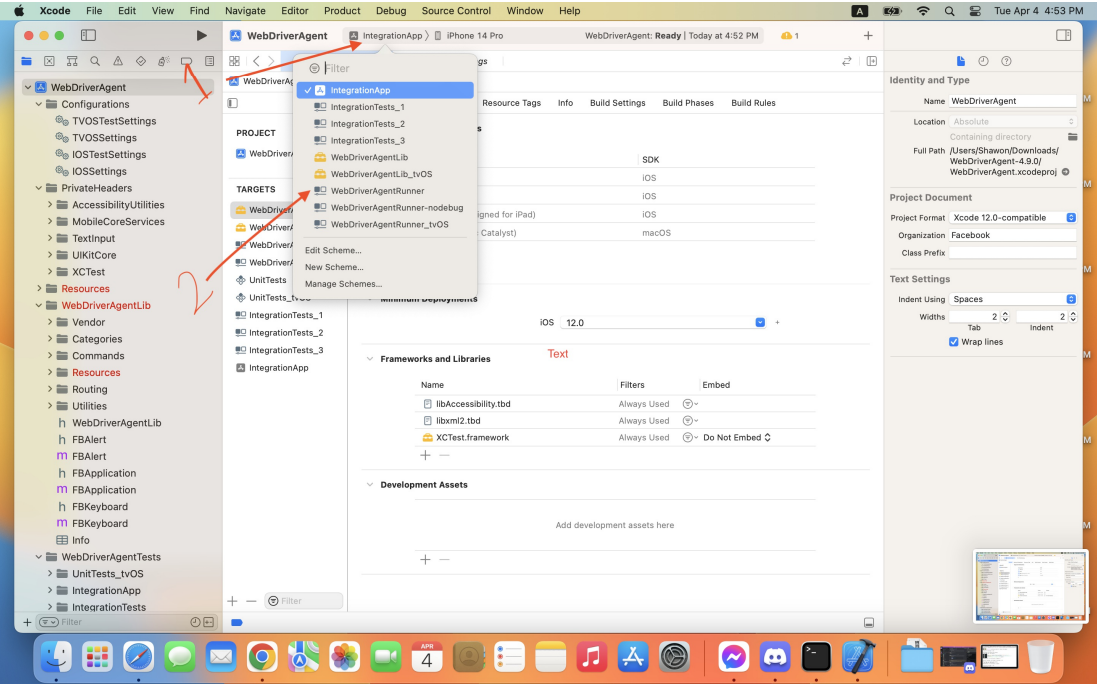 Xcode File Edit View Find Navigate Editor Product Debug Source Control Window Help A Tue Apr 4 4:53 PM
WebDriverAgent IntegrationApp 〉 iPhone 14 Pro WebDriverAgent: Ready | Today at 4:52 PM 1
WebDriverAgent
Configurations
TVOSTestSettings
TVOSSettings
IOSTestSettings
IOSSettings
PrivateHeaders
AccessibilityUtilities
MobileCoreServices
TextInput
UIKitCore
XCTest
Resources
WebDriverAgentLib
Vendor
Categories
Commands
Resources
Routing
Utilities
h WebDriverAgentLib
h FBAlert
m FBAlert
h FBApplication
m FBApplication
h FBKeyboard
m FBKeyboard
Info
WebDriverAgentTests
UnitTests_tvOS
IntegrationApp
IntegrationTests
Filter
1
2
Filter
IntegrationApp
IntegrationTests_1
IntegrationTests_2
IntegrationTests_3
WebDriverAgentLib
WebDriverAgentLib_tvOS
WebDriverAgentRunner
WebDriverAgentRunner-nodebug
WebDriverAgentRunner_tvOS
Edit Scheme...
New Scheme...
Manage Schemes...
gs
WebDriverAg
Resource Tags Info Build Settings Build Phases Build Rules
PROJECT
WebDriver
TARGETS
WebDriver
WebDriver
WebDriver
WebDriver
UnitTests
UnitTests_tvOS
IntegrationTests_1
IntegrationTests_2
IntegrationTests_3
IntegrationApp
Filter
s
SDK
iOS
iOS
igned for iPad) iOS
Catalyst) macOS
Minimum Deployments
iOS 12.0
Text
Frameworks and Libraries
Name Filters Embed
libAccessibility.tbd Always Used
libxml2.tbd Always Used
XCTest.framework Always Used Do Not Embed
Development Assets
Add development assets here
Identity and Type
Name WebDriverAgent
Location Absolute
Containing directory
Full Path /Users/Shawon/Downloads/
WebDriverAgent-4.9.0/
WebDriverAgent.xcodeproj
Project Document
Project Format Xcode 12.0-compatible
Organization Facebook
Class Prefix
Text Settings
Indent Using Spaces
Widths 2 2
Tab Indent
Wrap lines
APR
4